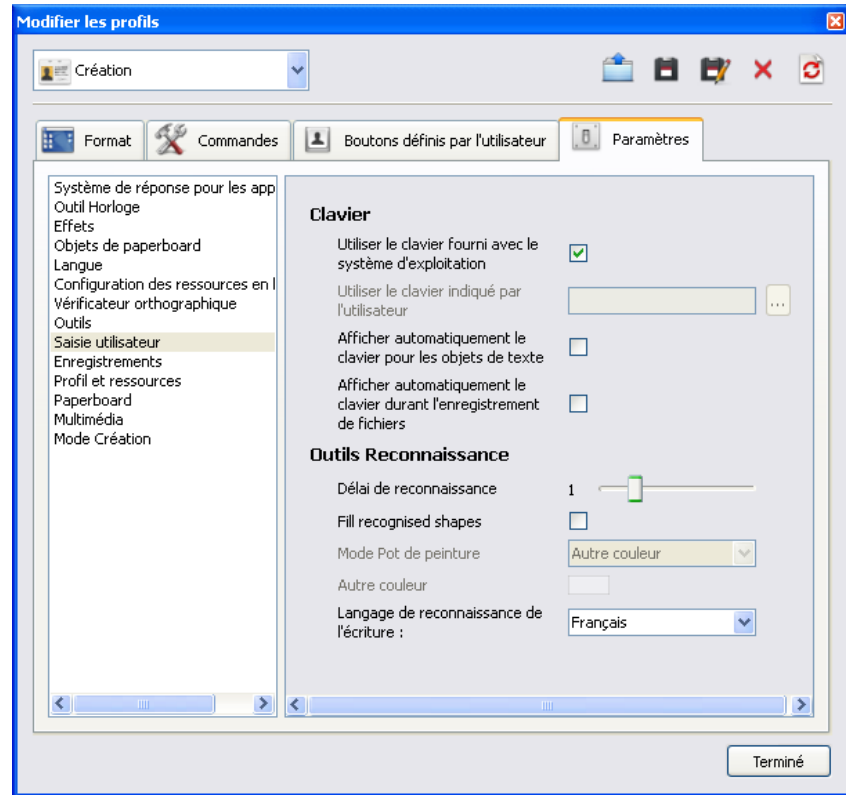 Modifier les profils
Création
Format
Commandes
Boutons définis par l'utilisateur
Paramètres
Système de réponse pour les app
Outil Horloge
Effets
Objets de paperboard
Langue
Configuration des ressources en l
Vérificateur orthographique
Outils
Saisie utilisateur
Enregistrements
Profil et ressources
Paperboard
Multimédia
Mode Création
Clavier
Utiliser le clavier fourni avec le
système d'exploitation
Utiliser le clavier indiqué par
l'utilisateur
...
Afficher automatiquement le
clavier pour les objets de texte
Afficher automatiquement le
clavier durant l'enregistrement
de fichiers
Outils Reconnaissance
Délai de reconnaissance
1
Fill recognised shapes
Mode Pot de peinture
Autre couleur
Autre couleur
Langage de reconnaissance de
l'écriture :
Français
Terminé